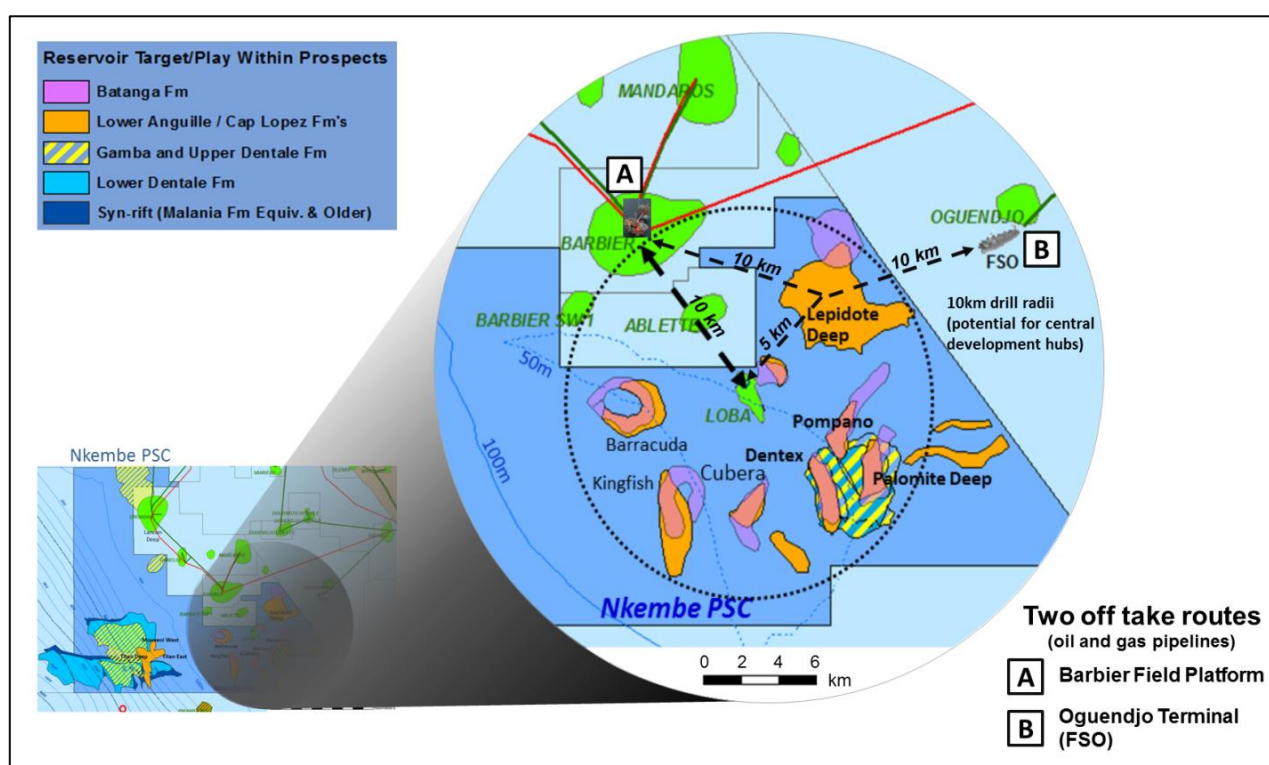 Reservoir Target/Play Within Prospects
Batanga Fm
Lower Anguille / Cap Lopez Fm's
Gamba and Upper Dentale Fm
Lower Dentale Fm
Syn-rift (Malania Fm Equiv. & Older)
MANDAROS
A
BARBIER
OGUENDJO
B
FSO
10 km
10 km
10 km
5 km
10km drill radii
(potential for central
development hubs)
Lepidote
Deep
BARBIER SW-1
ABLETTE
50m
100m
LOBA
Barracuda
Pompano
Dentex
Kingfish
Cubera
Palomite Deep
Nkembe PSC
0 2 4 6
km
Nkembe PSC
Two off take routes
(oil and gas pipelines)
A Barbier Field Platform
B Oguendjo Terminal
(FSO)